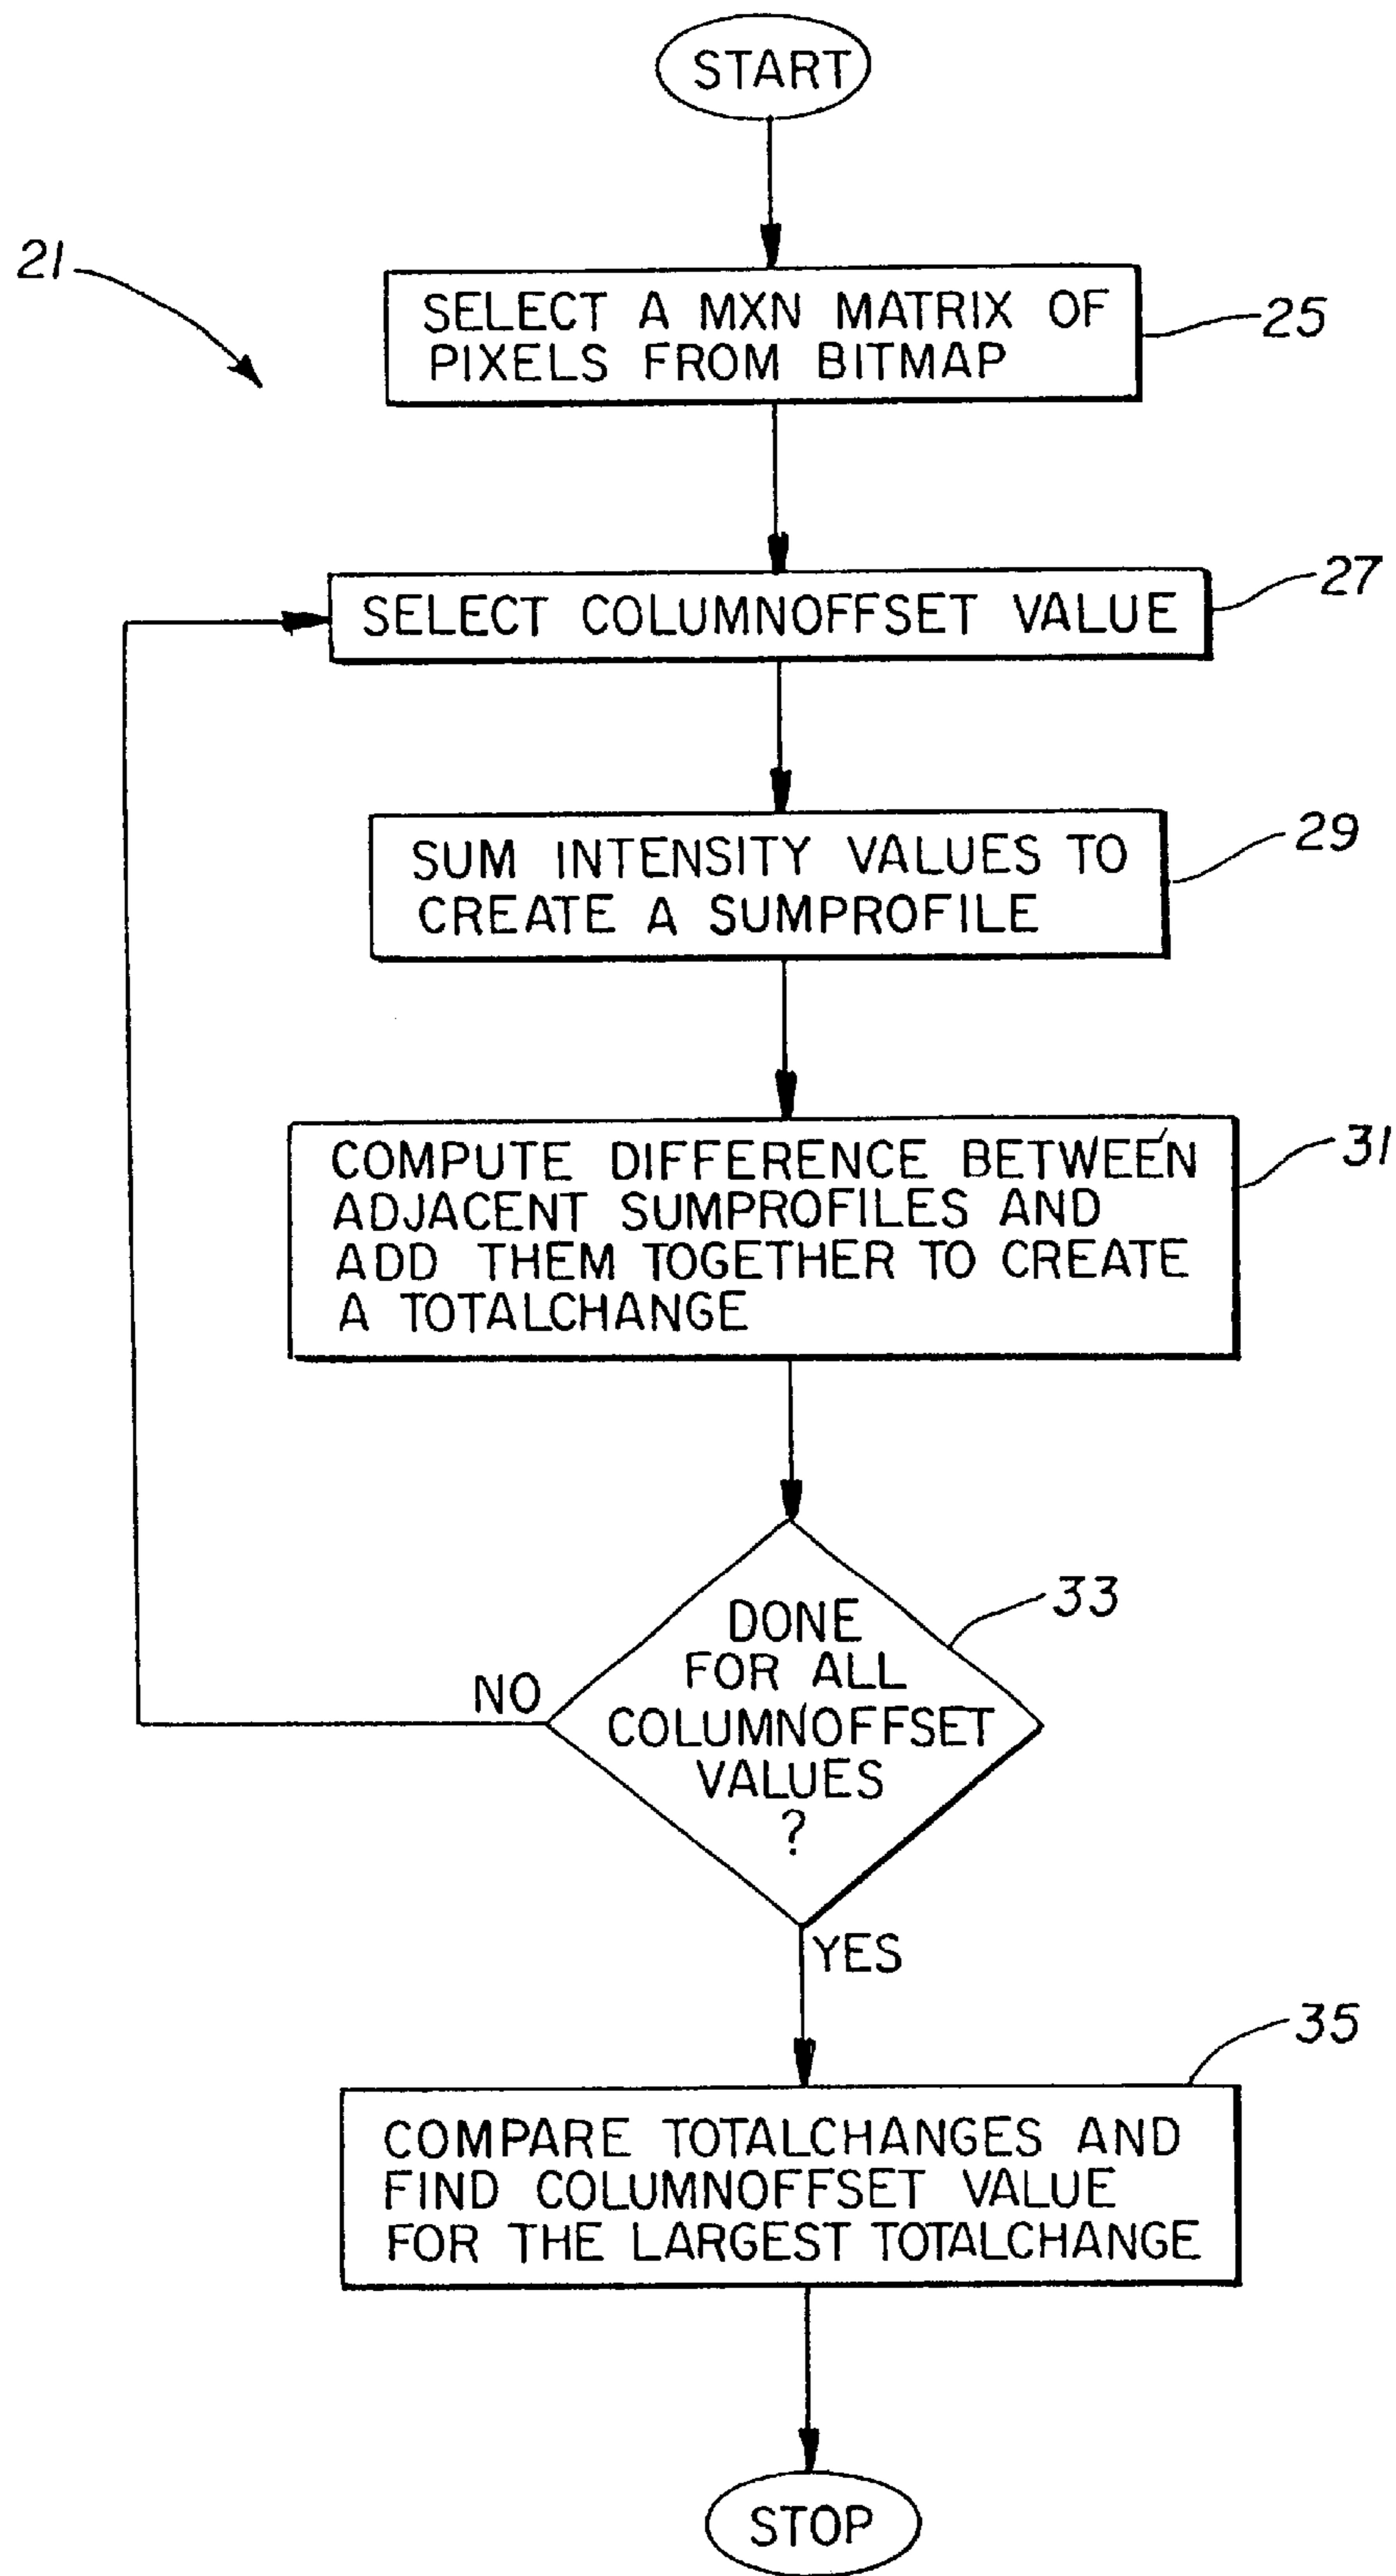 START
21
SELECT A MXN MATRIX OF
PIXELS FROM BITMAP
25
SELECT COLUMNOFFSET VALUE
27
SUM INTENSITY VALUES TO
CREATE A SUMPROFILE
29
COMPUTE DIFFERENCE BETWEEN
ADJACENT SUMPROFILES AND
ADD THEM TOGETHER TO CREATE
A TOTALCHANGE
31
DONE
FOR ALL
COLUMNOFFSET
VALUES
?
33
NO
YES
35
COMPARE TOTALCHANGES AND
FIND COLUMNOFFSET VALUE
FOR THE LARGEST TOTALCHANGE
STOP